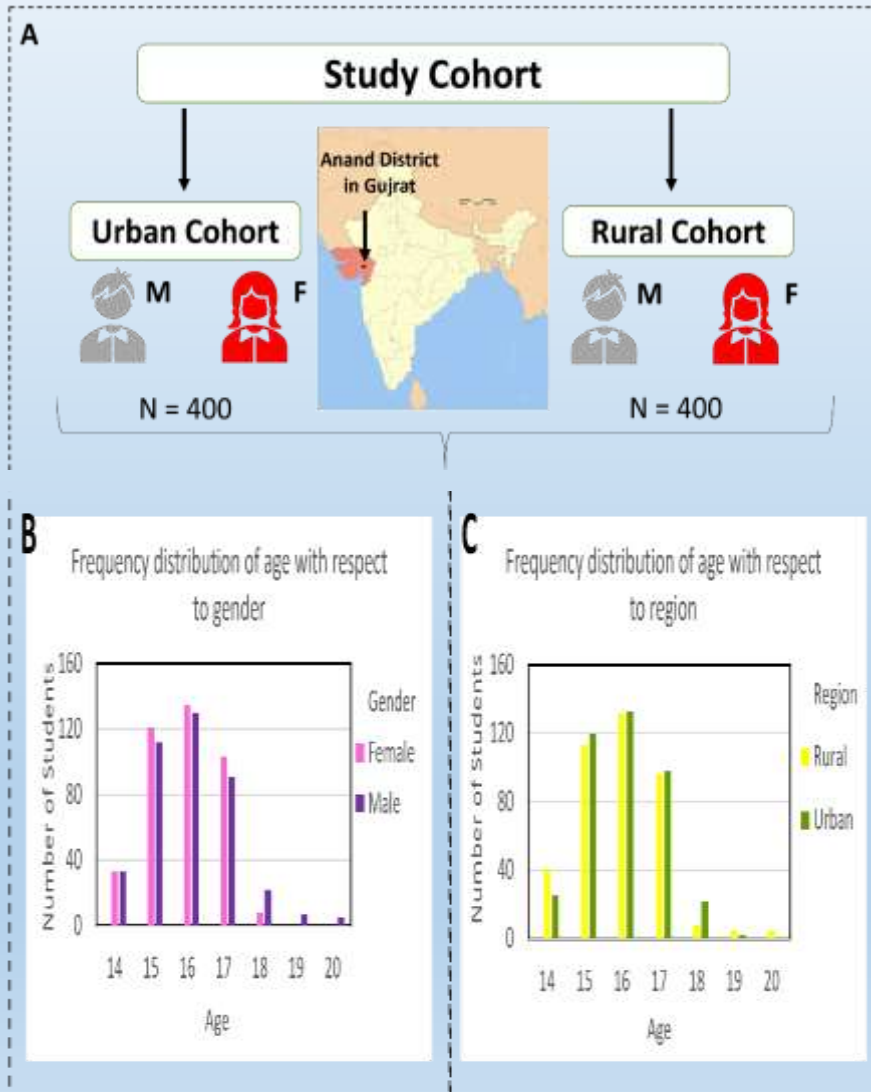 A
Study Cohort
Anand District
in Gujrat
Urban Cohort
Rural Cohort
M
F
M
F
N = 400
N = 400
B
Frequency distribution of age with respect
to gender
160
120
80
40
0
Number of Students
Gender
Female
Male
14 15 16 17 18 19 20
Age
C
Frequency distribution of age with respect
to region
160
120
80
40
0
Number of Students
Region
Rural
Urban
14 15 16 17 18 19 20
Age